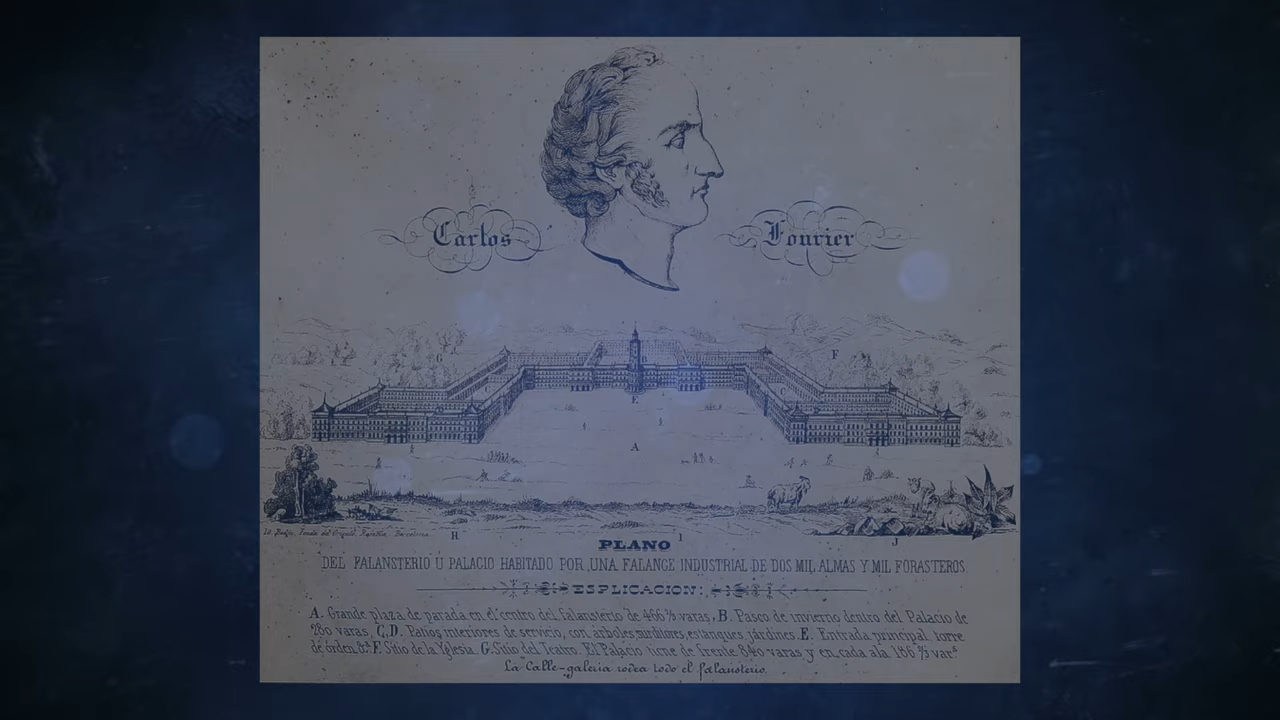 Carlos Fourier
G
F
E
A
H
I
J
PLANO
DEL FALANSTERIO Ú PALACIO HABITADO POR UNA FALANGE INDUSTRIAL DE DOS MIL ALMAS Y MIL FORASTEROS
ESPLICACION:
A. Grande plaza de parada en el centro del falansterio de 466 ⅔ varas, B. Paseo de invierno dentro del Palacio de
280 varas, C, D. Patios interiores de servicio, con árboles surtidores, estanques jardines. E. Entrada principal, torre
de órden, &ª. F. Sitio de la Yglesia. G. Sitio del Teatro. El Palacio tiene de frente 840 varas y en cada ala 186 ⅔ varˢ
La Calle-galeria rodea todo el falansterio.